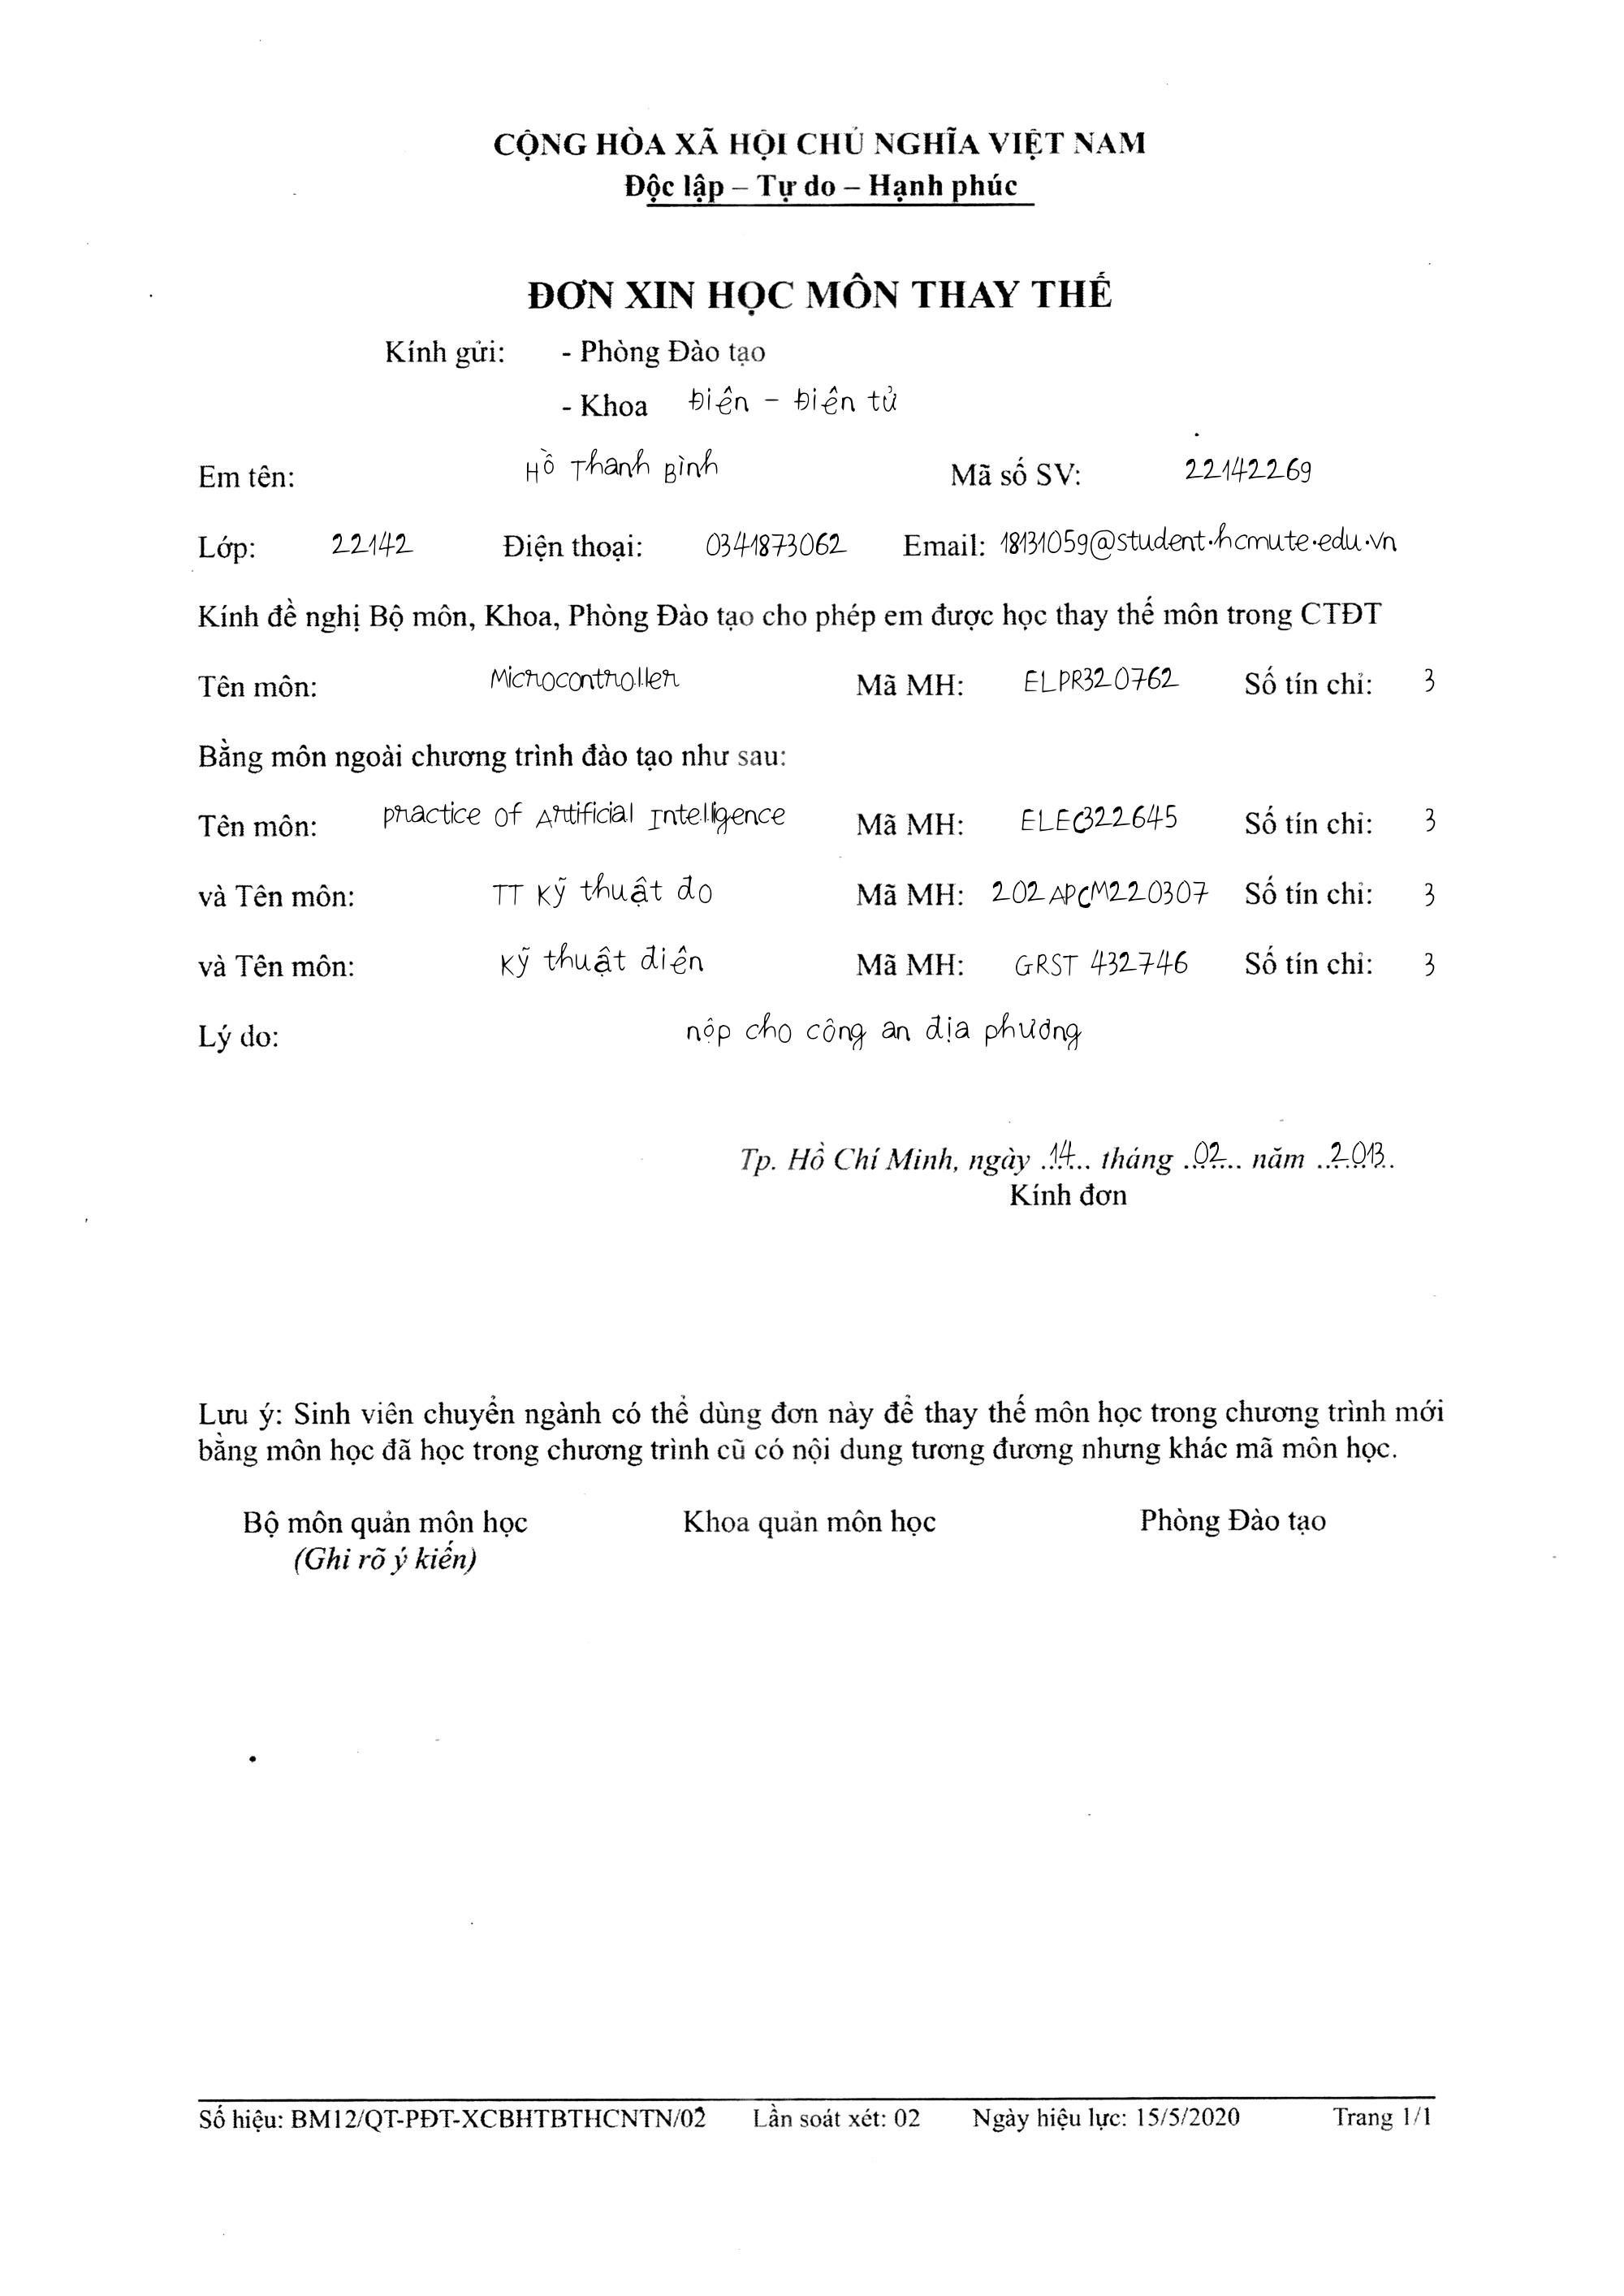 CỘNG HÒA XÃ HỘI CHỦ NGHĨA VIỆT NAM
Độc lập – Tự do – Hạnh phúc
ĐƠN XIN HỌC MÔN THAY THẾ
Kính gửi: - Phòng Đào tạo
- Khoa Điện - Điện tử
Em tên: Hồ Thanh Bình Mã số SV: 22142269
Lớp: 22142 Điện thoại: 0341873062 Email: 18131059@student.hcmute.edu.vn
Kính đề nghị Bộ môn, Khoa, Phòng Đào tạo cho phép em được học thay thế môn trong CTĐT
Tên môn: Microcontroller Mã MH: ELPR320762 Số tín chỉ: 3
Bằng môn ngoài chương trình đào tạo như sau:
Tên môn: Practice of Artificial Intelligence Mã MH: ELEC322645 Số tín chỉ: 3
và Tên môn: TT Kỹ thuật đo Mã MH: 202APCM220307 Số tín chỉ: 3
và Tên môn: Kỹ thuật điện Mã MH: GRST 432746 Số tín chỉ: 3
Lý do: nộp cho công an địa phương
Tp. Hồ Chí Minh, ngày 14 tháng 02 năm 2013
Kính đơn
Lưu ý: Sinh viên chuyển ngành có thể dùng đơn này để thay thế môn học trong chương trình mới
bằng môn học đã học trong chương trình cũ có nội dung tương đương nhưng khác mã môn học.
Bộ môn quản môn học Khoa quản môn học Phòng Đào tạo
(Ghi rõ ý kiến)
Số hiệu: BM12/QT-PĐT-XCBHTBTHCNTN/02 Lần soát xét: 02 Ngày hiệu lực: 15/5/2020 Trang 1/1